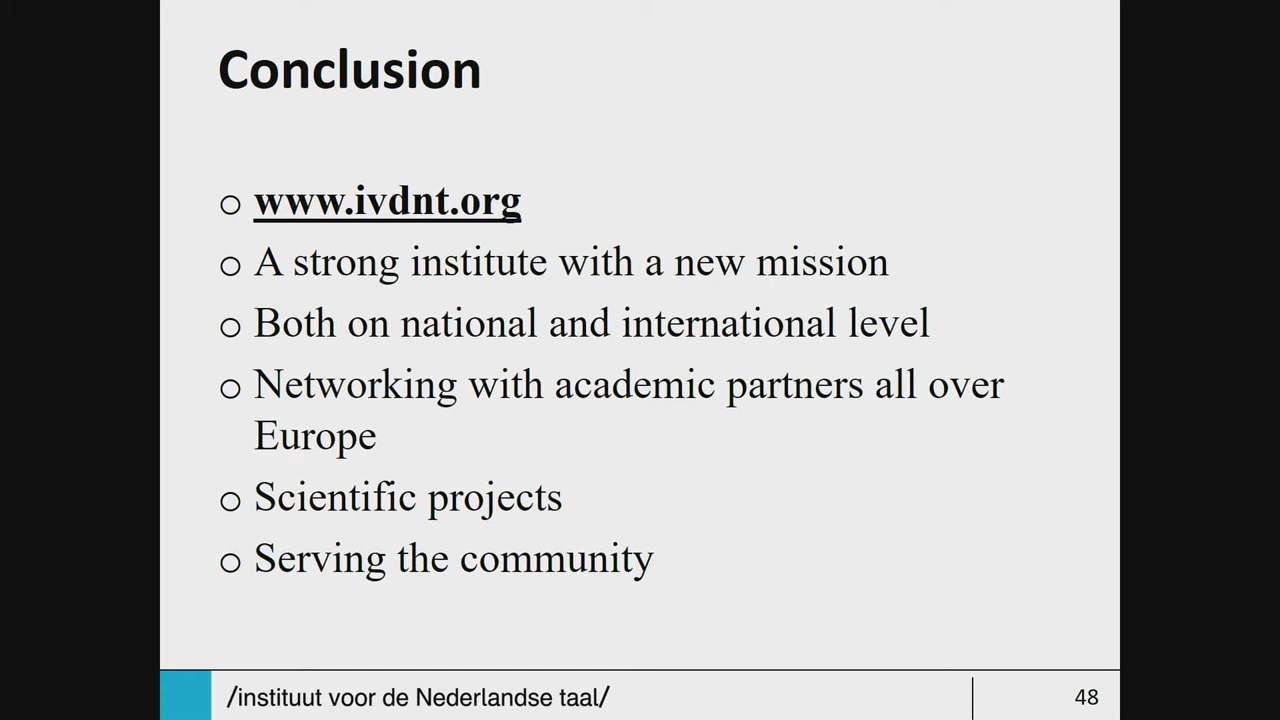 Conclusion
○ www.ivdnt.org
○ A strong institute with a new mission
○ Both on national and international level
○ Networking with academic partners all over
Europe
○ Scientific projects
○ Serving the community
/instituut voor de Nederlandse taal/
48